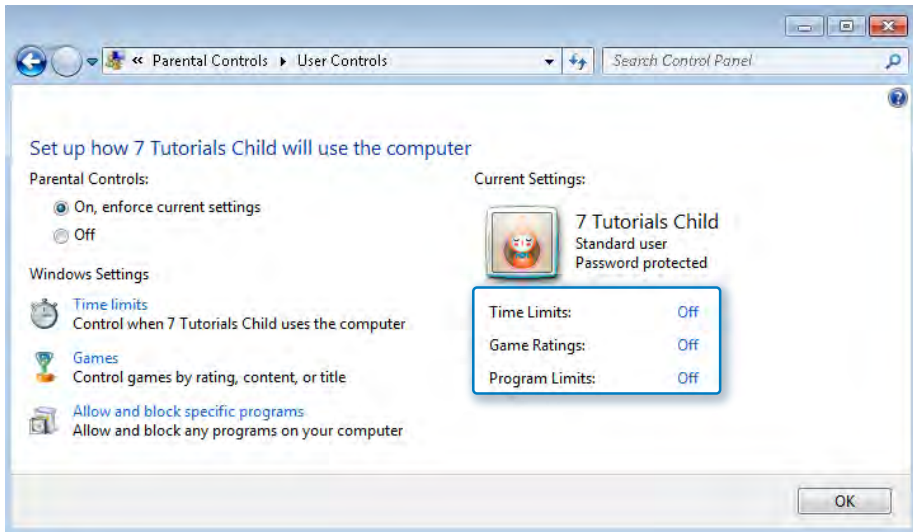 « Parental Controls ▸ User Controls
Search Control Panel
Set up how 7 Tutorials Child will use the computer
Parental Controls:
On, enforce current settings
Off
Windows Settings
Time limits
Control when 7 Tutorials Child uses the computer
Games
Control games by rating, content, or title
Allow and block specific programs
Allow and block any programs on your computer
Current Settings:
7 Tutorials Child
Standard user
Password protected
Time Limits: Off
Game Ratings: Off
Program Limits: Off
OK